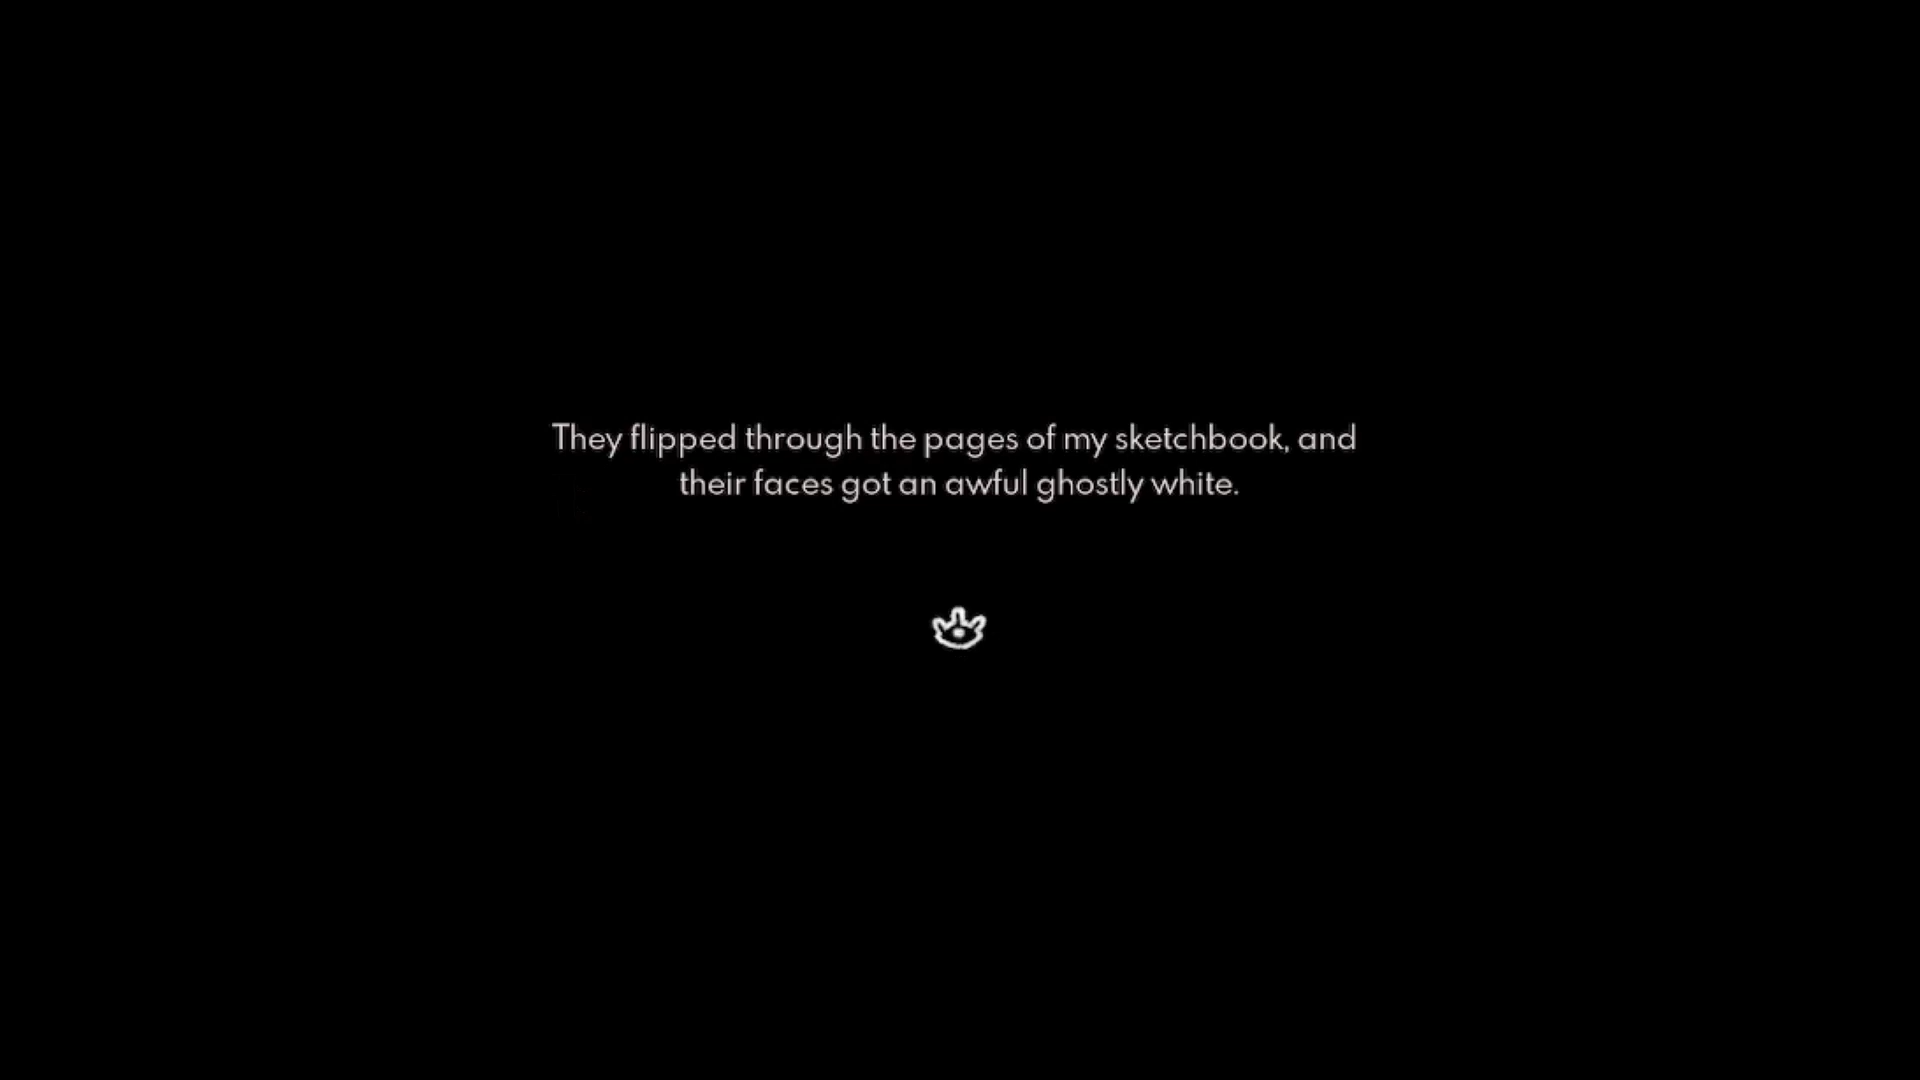 They flipped through the pages of my sketchbook, and
their faces got an awful ghostly white.